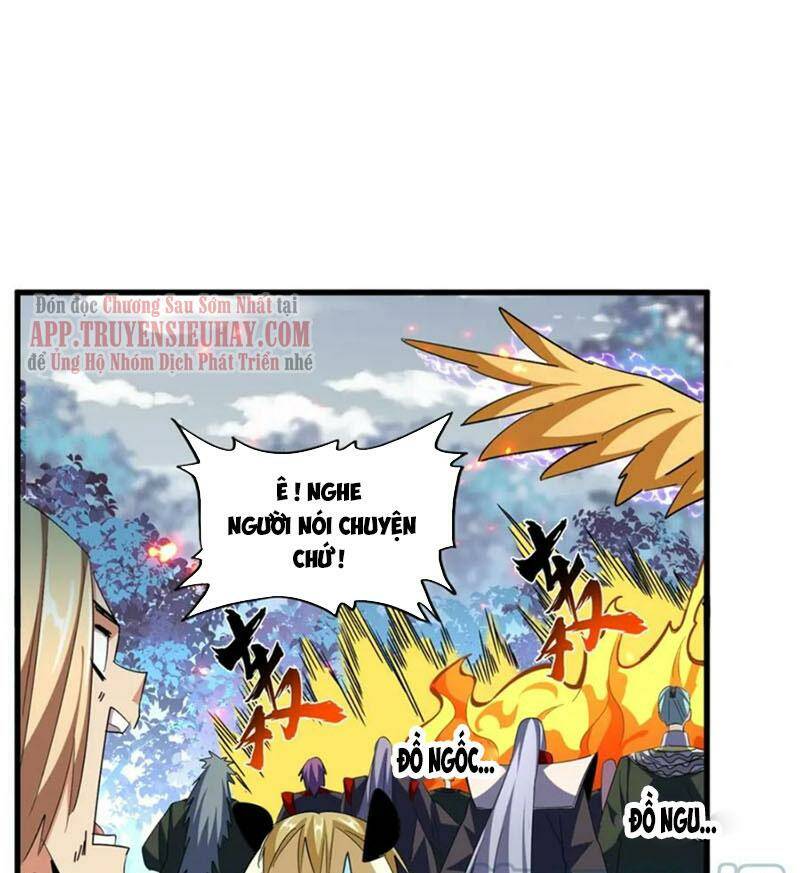 Đón đọc Chương Sau Sớm Nhất tại
APP.TRUYENSIEUHAY.COM
để Ủng Hộ Nhóm Dịch Phát Triển nhé
Ê! NGHE
NGƯỜI NÓI CHUYỆN
CHỨ!
ĐỒ NGỐC...
ĐỒ NGU...